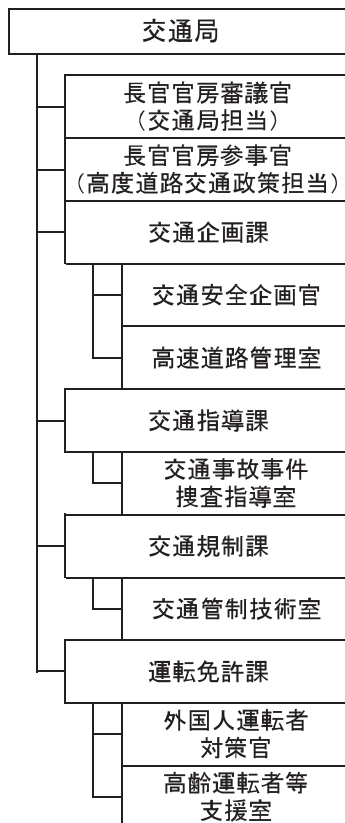 交通局
長官官房審議官
（交通局担当）
長官官房参事官
（高度道路交通政策担当）
交通企画課
交通安全企画官
高速道路管理室
交通指導課
交通事故事件
捜査指導室
交通規制課
交通管制技術室
運転免許課
外国人運転者
対策官
高齢運転者等
支援室